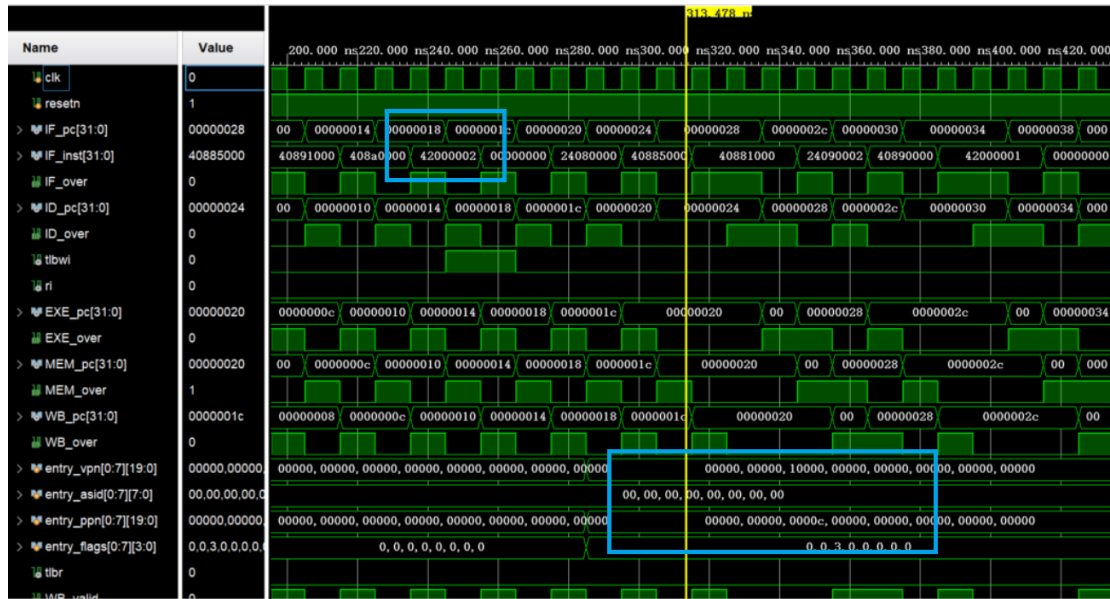 313.478 n
Name Value 200.000 ns 220.000 ns 240.000 ns 260.000 ns 280.000 ns 300.000 320.000 ns 340.000 ns 360.000 ns 380.000 ns 400.000 ns 420.000
clk 0
resetn 1
IF_pc[31:0] 00000028 00 00000014 00000018 0000001c 00000020 00000024 00000028 0000002c 00000030 00000034 00000038 000
IF_inst[31:0] 40885000 40891000 408a0000 42000002 00000000 24080000 40885000 40881000 24090002 40890000 42000001 00000000
IF_over 0
ID_pc[31:0] 00000024 00 00000010 00000014 00000018 0000001c 00000020 00000024 00000028 0000002c 00000030 00000034 000
ID_over 0
tlbwi 0
ri 0
EXE_pc[31:0] 00000020 0000000c 00000010 00000014 00000018 0000001c 00000020 00 00000028 0000002c 00 00000034
EXE_over 0
MEM_pc[31:0] 00000020 00 0000000c 00000010 00000014 00000018 0000001c 00000020 00 00000028 0000002c 00 000
MEM_over 1
WB_pc[31:0] 0000001c 00000008 0000000c 00000010 00000014 00000018 0000001c 00000020 00 00000028 0000002c 00
WB_over 0
entry_vpn[0:7][19:0] 00000,00000, 00000,00000,00000,00000,00000,00000,00000,00000 00000,00000,10000,00000,00000,00000,00000,00000
entry_asid[0:7][7:0] 00,00,00,00,0 00,00,00,00,00,00,00,00
entry_ppn[0:7][19:0] 00000,00000, 00000,00000,00000,00000,00000,00000,00000,00000 00000,00000,0000c,00000,00000,00000,00000,00000
entry_flags[0:7][3:0] 0,0,3,0,0,0,0, 0,0,0,0,0,0,0,0 0,0,3,0,0,0,0,0
tlbr 0
WB_valid